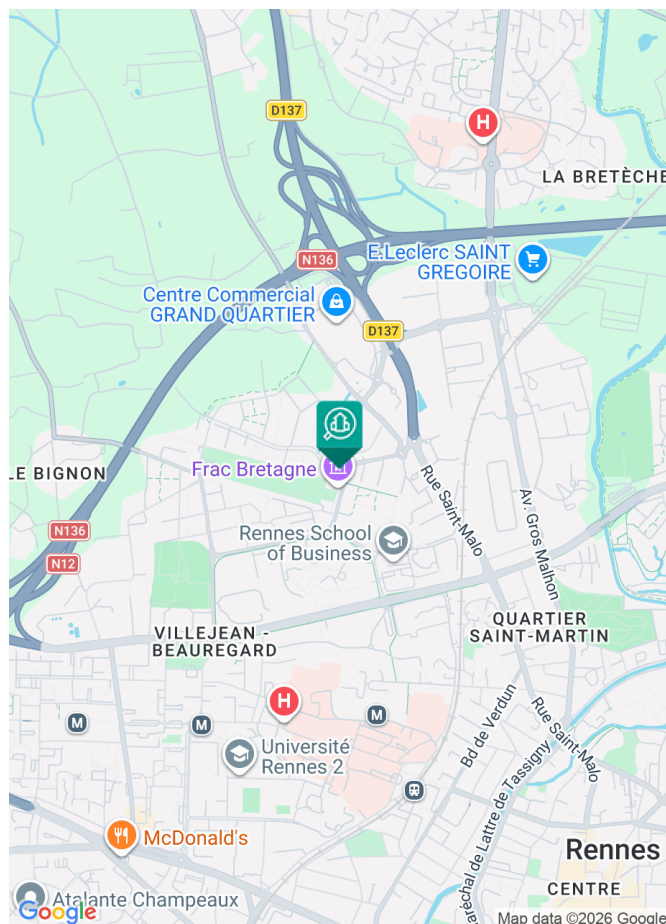 D137
H
LA BRETÈCHE
N136
E.Leclerc SAINT
GREGOIRE
Centre Commercial
GRAND QUARTIER
D137
Frac Bretagne
LE BIGNON
Rue Saint-Malo
Av. Gros Malhon
N136
Rennes School
of Business
N12
QUARTIER
SAINT-MARTIN
VILLEJEAN -
BEAUREGARD
H
M
M
Bd de Verdun
Rue Saint-Malo
Université
Rennes 2
aréchal de Lattre de Tassigny
McDonald's
Rennes
CENTRE
Atalante Champeaux
Google
Map data ©2026 Google